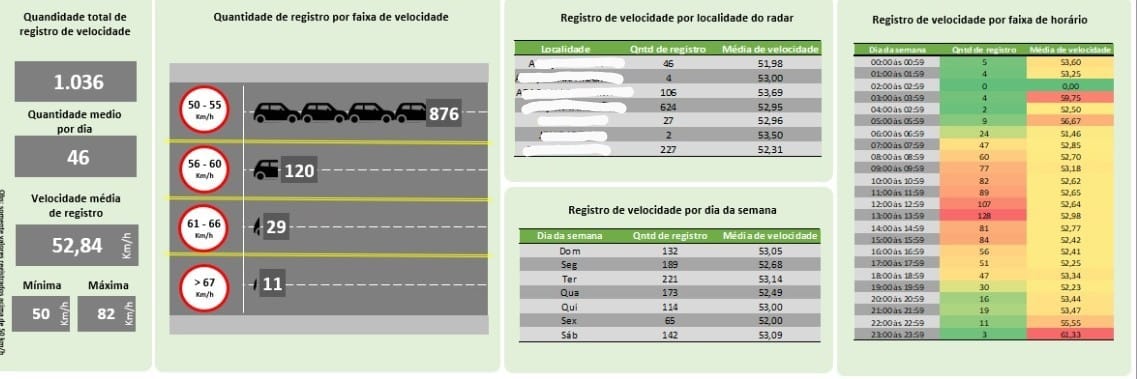 Quandidade total de
registro de velocidade
1.036
Quantidade medio
por dia
46
Velocidade média
de registro
52,84 Km/h
Mínima Máxima
50 Km/h 82 Km/h
Obs: somente valores registrados acima de 50 km/h
Quantidade de registro por faixa de velocidade
50 - 55
Km/h
876
56 - 60
Km/h
120
61 - 66
Km/h
29
> 67
Km/h
11
Registro de velocidade por localidade do radar
Localidade Qntd de registro Média de velocidade
46 51,98
4 53,00
106 53,69
624 52,95
27 52,96
2 53,50
227 52,31
Registro de velocidade por dia da semana
Dia da semana Qntd de registro Média de velocidade
Dom 132 53,05
Seg 189 52,68
Ter 221 53,14
Qua 173 52,49
Qui 114 53,00
Sex 65 52,00
Sáb 142 53,09
Registro de velocidade por faixa de horário
Dia da semana Qntd de registro Média de velocidade
00:00 às 00:59 5 53,60
01:00 às 01:59 4 53,25
02:00 às 02:59 0 0,00
03:00 às 03:59 4 59,75
04:00 às 04:59 2 52,50
05:00 às 05:59 9 56,67
06:00 às 06:59 24 51,46
07:00 às 07:59 47 52,85
08:00 às 08:59 60 52,70
09:00 às 09:59 77 53,18
10:00 às 10:59 82 52,62
11:00 às 11:59 89 52,65
12:00 às 12:59 107 52,64
13:00 às 13:59 128 52,98
14:00 às 14:59 81 52,77
15:00 às 15:59 84 52,42
16:00 às 16:59 56 52,41
17:00 às 17:59 51 52,25
18:00 às 18:59 47 53,34
19:00 às 19:59 30 52,23
20:00 às 20:59 16 53,44
21:00 às 21:59 19 53,47
22:00 às 22:59 11 55,55
23:00 às 23:59 3 61,33